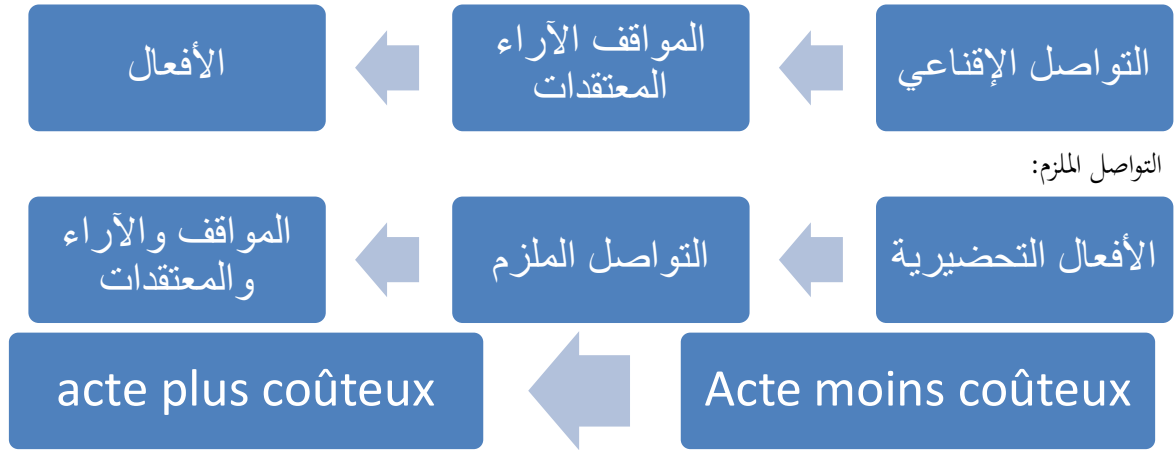 التواصل الإقناعي
المواقف الآراء
المعتقدات
الأفعال
التواصل الملزم:
الأفعال التحضيرية
التواصل الملزم
المواقف والآراء
والمعتقدات
Acte moins coûteux
acte plus coûteux